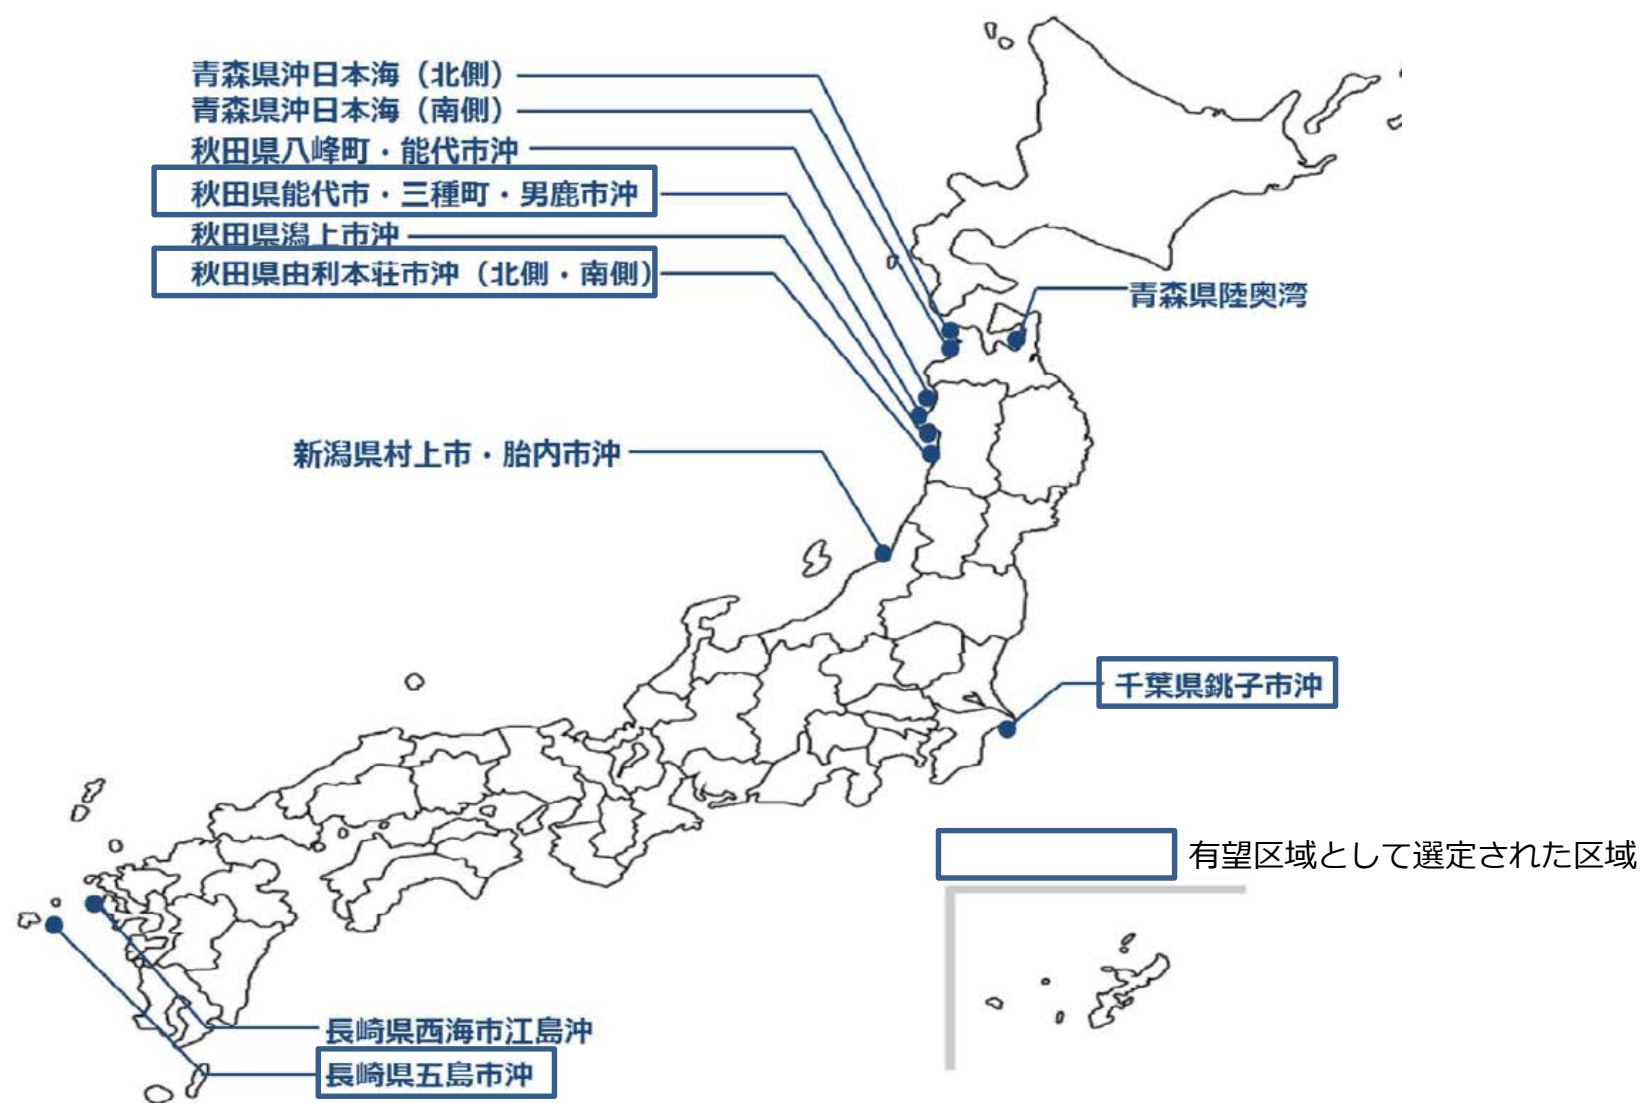 青森県沖日本海（北側）
青森県沖日本海（南側）
秋田県八峰町・能代市沖
秋田県能代市・三種町・男鹿市沖
秋田県潟上市沖
秋田県由利本荘市沖（北側・南側）
青森県陸奥湾
新潟県村上市・胎内市沖
千葉県銚子市沖
有望区域として選定された区域
長崎県西海市江島沖
長崎県五島市沖